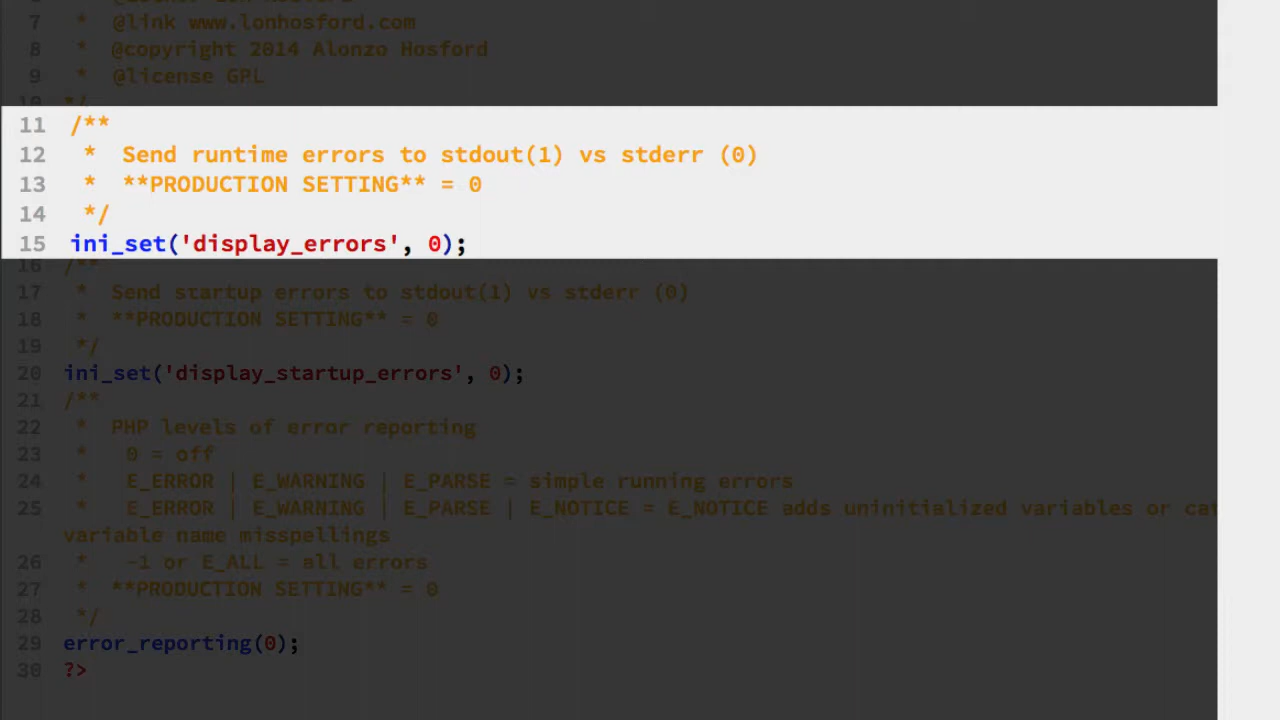 7 * @link www.lonhosford.com
8 * @copyright 2014 Alonzo Hosford
9 * @license GPL
10 */
11 /**
12 * Send runtime errors to stdout(1) vs stderr (0)
13 * **PRODUCTION SETTING** = 0
14 */
15 ini_set('display_errors', 0);
16 /**
17 * Send startup errors to stdout(1) vs stderr (0)
18 * **PRODUCTION SETTING** = 0
19 */
20 ini_set('display_startup_errors', 0);
21 /**
22 * PHP levels of error reporting
23 * 0 = off
24 * E_ERROR | E_WARNING | E_PARSE = simple running errors
25 * E_ERROR | E_WARNING | E_PARSE | E_NOTICE = E_NOTICE adds uninitialized variables or
variable name misspellings
26 * -1 or E_ALL = all errors
27 * **PRODUCTION SETTING** = 0
28 */
29 error_reporting(0);
30 ?>